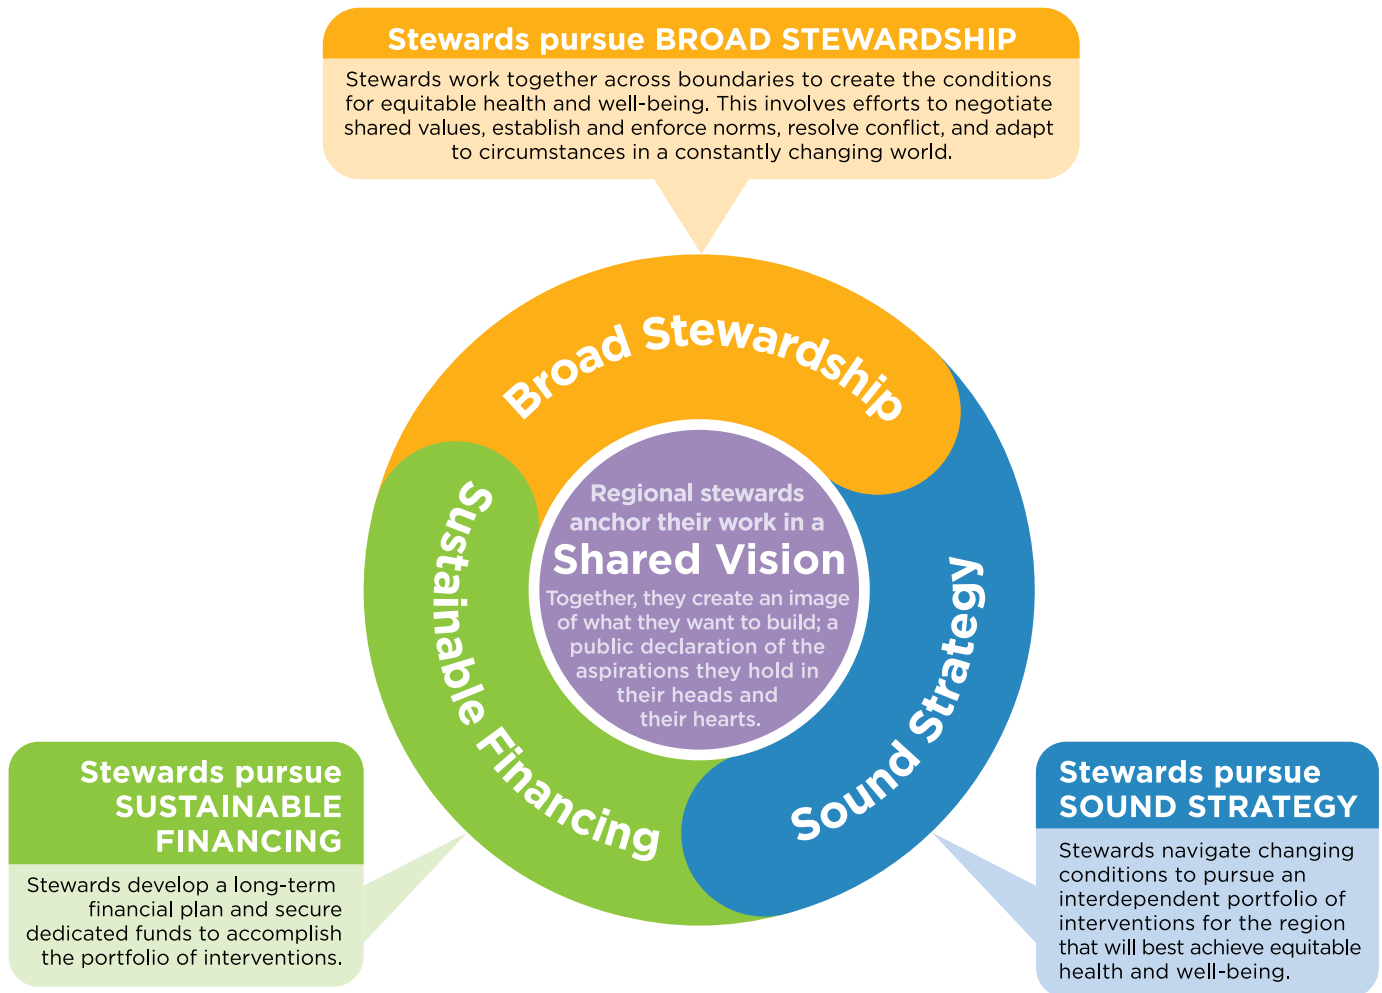 Stewards pursue BROAD STEWARDSHIP
Stewards work together across boundaries to create the conditions
for equitable health and well-being. This involves efforts to negotiate
shared values, establish and enforce norms, resolve conflict, and adapt
to circumstances in a constantly changing world.
Broad Stewardship
Sustainable Financing
Sound Strategy
Regional stewards
anchor their work in a
Shared Vision
Together, they create an image
of what they want to build; a
public declaration of the
aspirations they hold in
their heads and
their hearts.
Stewards pursue
SUSTAINABLE
FINANCING
Stewards develop a long-term
financial plan and secure
dedicated funds to accomplish
the portfolio of interventions.
Stewards pursue
SOUND STRATEGY
Stewards navigate changing
conditions to pursue an
interdependent portfolio of
interventions for the region
that will best achieve equitable
health and well-being.